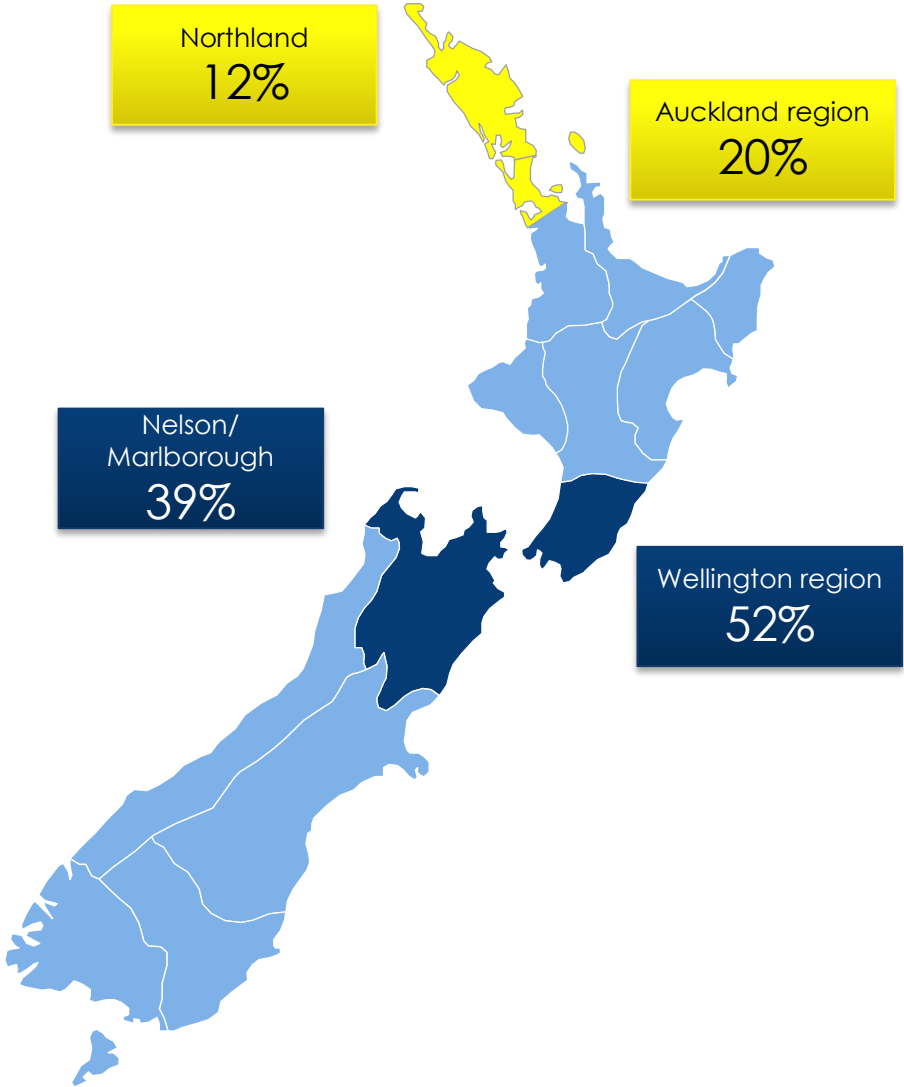 Northland
12%
Auckland region
20%
Nelson/
Marlborough
39%
Wellington region
52%